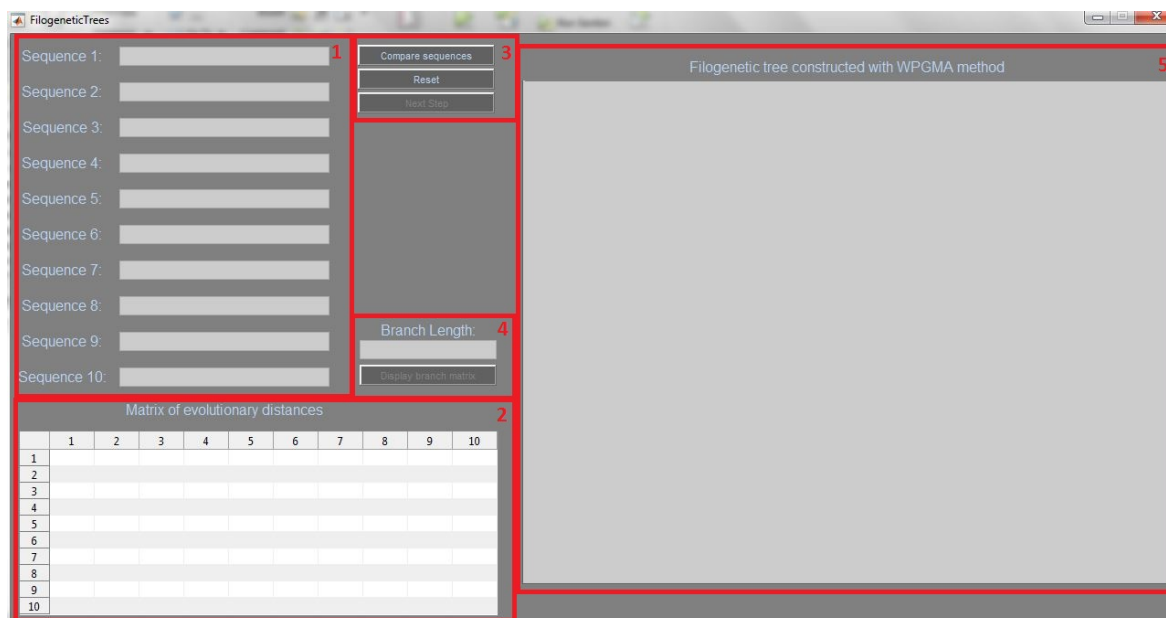 FilogeneticTrees
Sequence 1:
1
Sequence 2:
Sequence 3:
Sequence 4:
Sequence 5:
Sequence 6:
Sequence 7:
Sequence 8:
Sequence 9:
Sequence 10:
Compare sequences
3
Reset
Next Step
Branch Length:
4
Display branch matrix
Matrix of evolutionary distances
2
1 2 3 4 5 6 7 8 9 10
1
2
3
4
5
6
7
8
9
10
Filogenetic tree constructed with WPGMA method
5